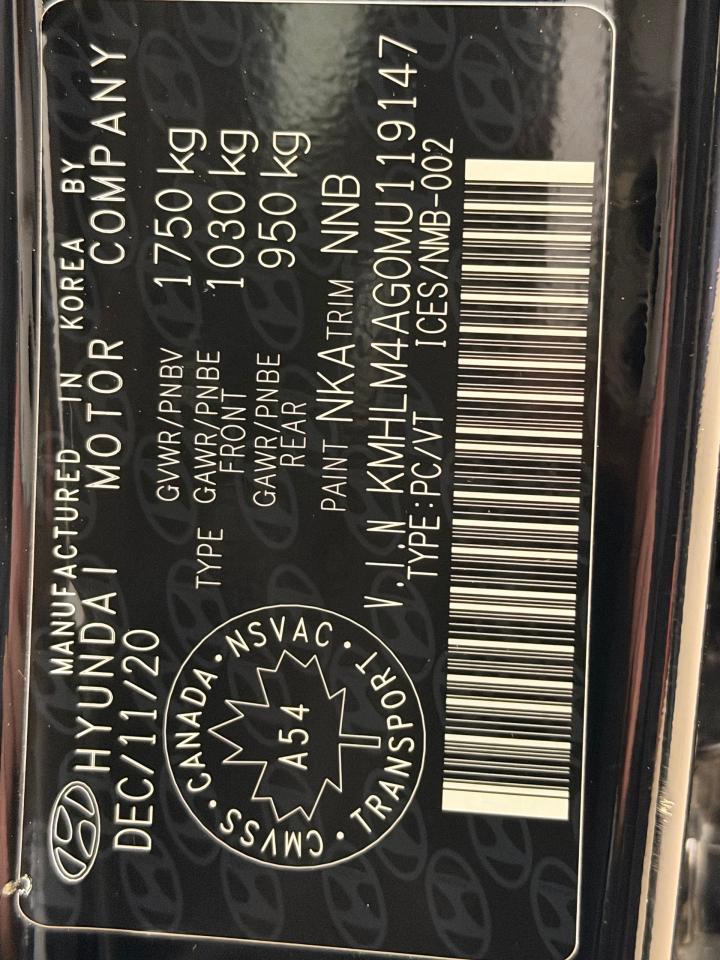 MANUFACTURED IN KOREA BY
HYUNDAI MOTOR COMPANY
DEC/11/20
GVWR/PNBV 1750 kg
TYPE GAWR/PNBE FRONT 1030 kg
GAWR/PNBE REAR 950 kg
PAINT NKA TRIM NNB
CMVSS · CANADA · NSVAC · TRANSPORT ·
A54
V.I.N KMHLM4AG0MU119147
TYPE:PC/VT ICES/NMB-002